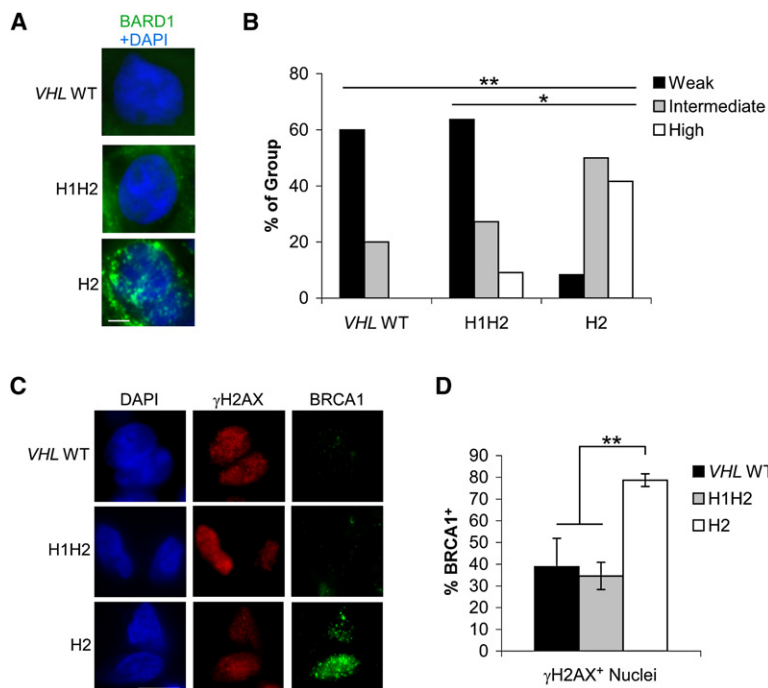 A
BARD1
+DAPI
VHL WT
H1H2
H2
B
80
60
40
20
0
% of Group
**
*
Weak
Intermediate
High
VHL WT
H1H2
H2
C
DAPI
γH2AX
BRCA1
VHL WT
H1H2
H2
D
90
80
70
60
50
40
30
20
10
0
% BRCA1⁺
**
VHL WT
H1H2
H2
γH2AX⁺ Nuclei